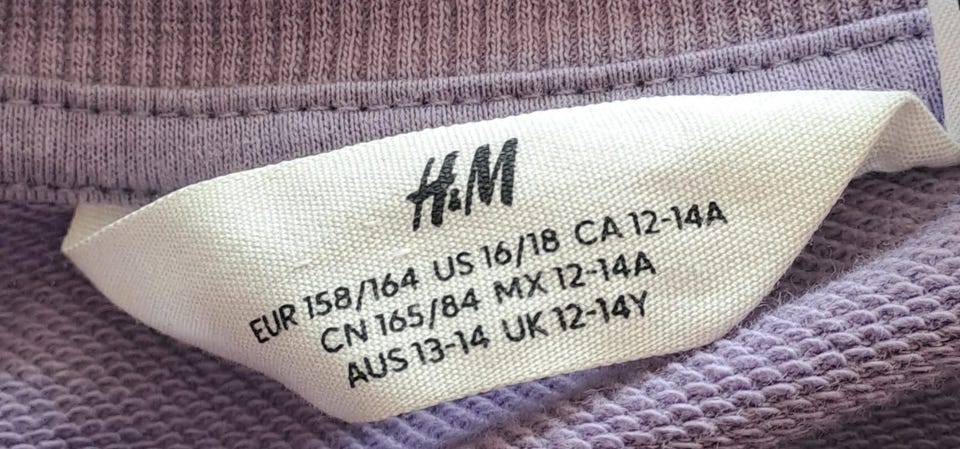 H&M
EUR 158/164 US 16/18 CA 12-14A
CN 165/84 MX 12-14A
AUS 13-14 UK 12-14Y